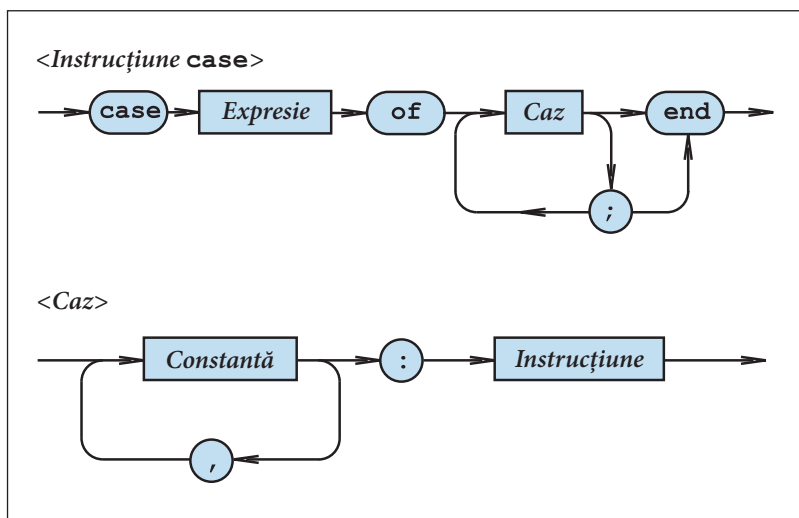 <Instrucțiune case>
case Expresie of Caz end
;
<Caz>
Constantă : Instrucțiune
,